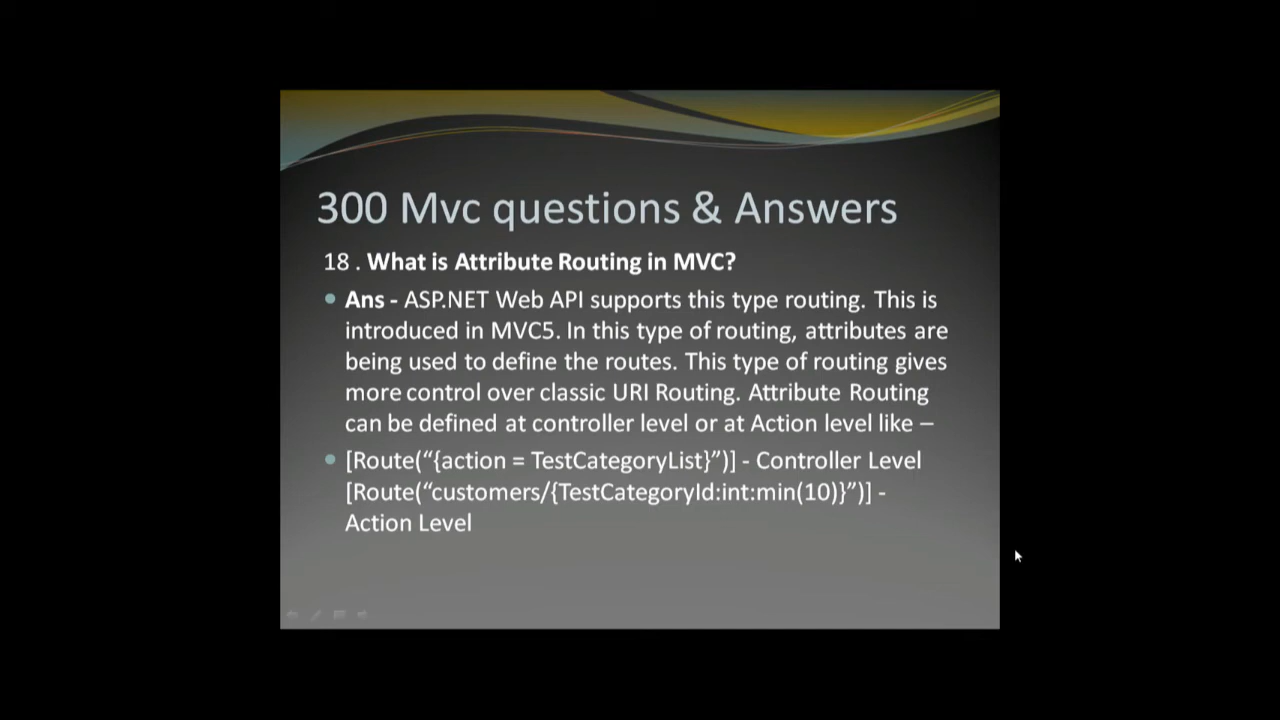 300 Mvc questions & Answers
18 . What is Attribute Routing in MVC?
Ans - ASP.NET Web API supports this type routing. This is
introduced in MVC5. In this type of routing, attributes are
being used to define the routes. This type of routing gives
more control over classic URI Routing. Attribute Routing
can be defined at controller level or at Action level like –
[Route(“{action = TestCategoryList}”)] - Controller Level
[Route(“customers/{TestCategoryId:int:min(10)}”)] -
Action Level